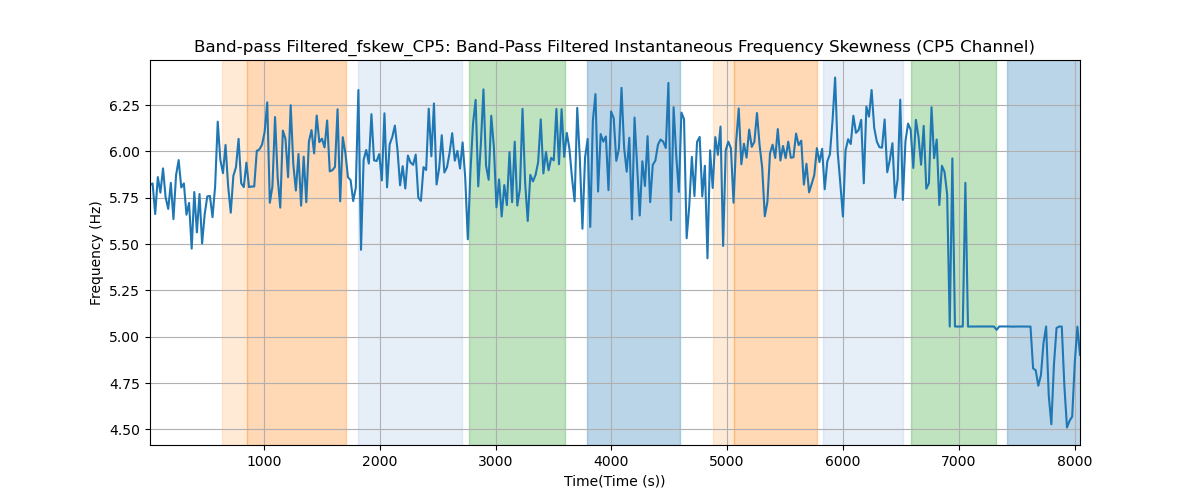 Band-pass Filtered_fskew_CP5: Band-Pass Filtered Instantaneous Frequency Skewness (CP5 Channel)
Frequency (Hz)
6.25
6.00
5.75
5.50
5.25
5.00
4.75
4.50
1000 2000 3000 4000 5000 6000 7000 8000
Time(Time (s))